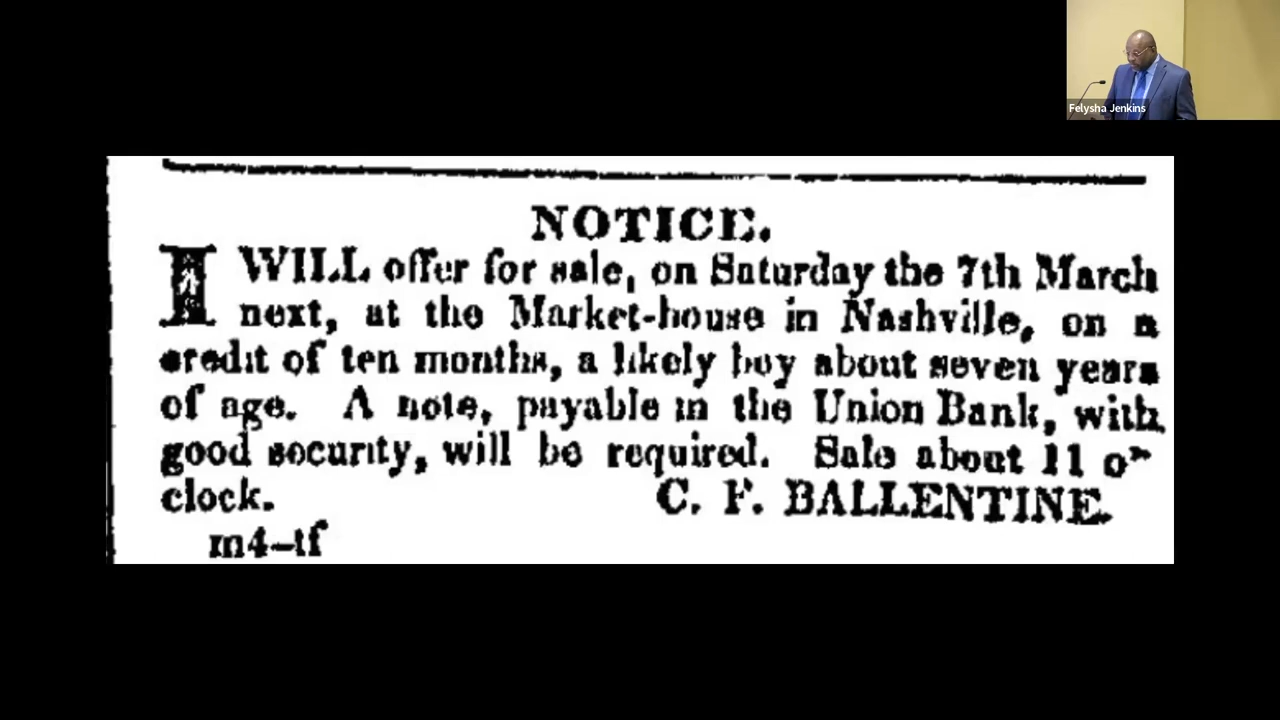 Felysha Jenkins
NOTICE.
I WILL offer for sale, on Saturday the 7th March
next, at the Market-house in Nashville, on a
credit of ten months, a likely boy about seven years
of age. A note, payable in the Union Bank, with
good security, will be required. Sale about 11 o'
clock. C. F. BALLENTINE.
m4–tf